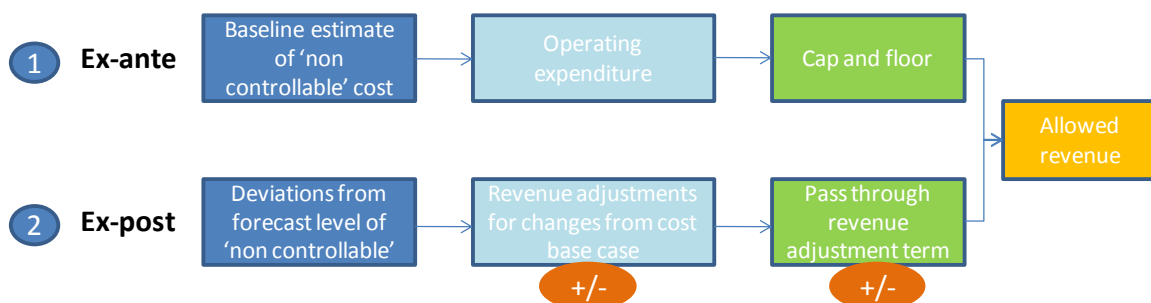 1
Ex-ante
Baseline estimate
of ‘non
controllable’ cost
Operating
expenditure
Cap and floor
Allowed
revenue
2
Ex-post
Deviations from
forecast level of
‘non controllable’
Revenue adjustments
for changes from cost
base case
Pass through
revenue
adjustment term
+/-
+/-